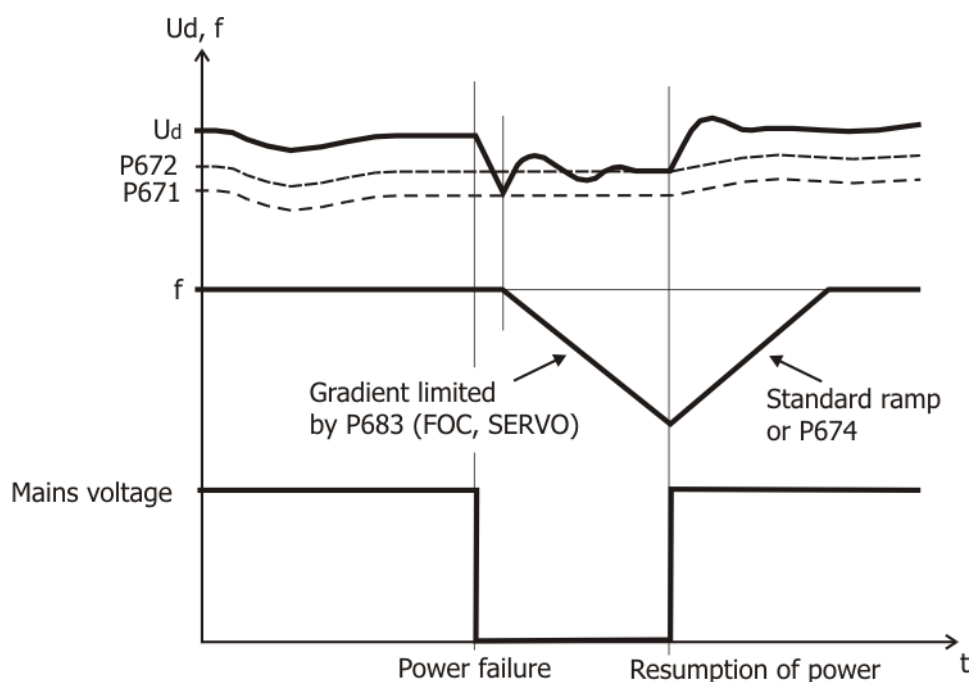 Ud, f
Ud
P672
P671
f
Gradient limited
by P683 (FOC, SERVO)
Standard ramp
or P674
Mains voltage
t
Power failure
Resumption of power